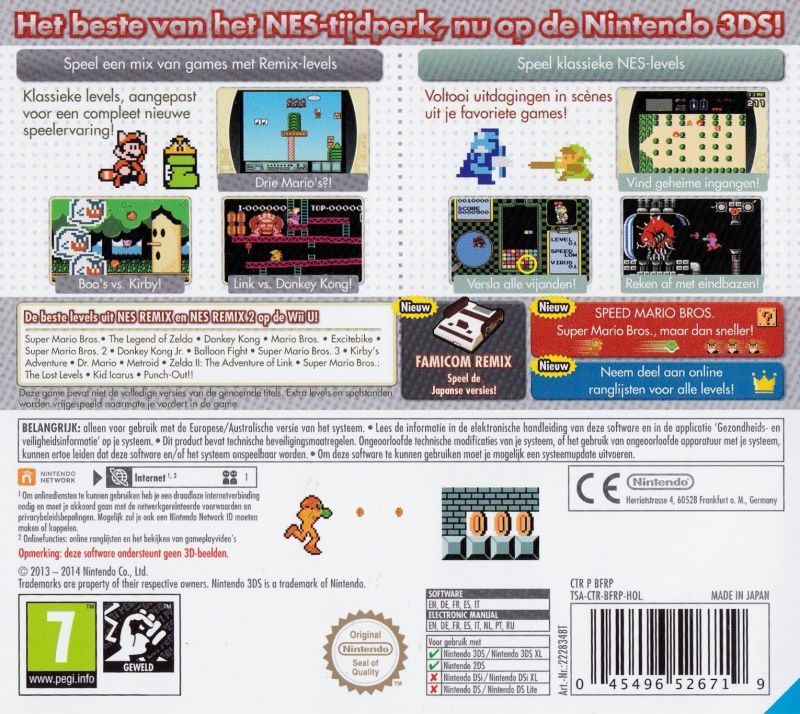 Het beste van het NES-tijdperk, nu op de Nintendo 3DS!
Speel een mix van games met Remix-levels
Klassieke levels, aangepast
voor een compleet nieuwe
speelervaring!
Drie Mario's?!
Boo's vs. Kirby!
I-000000 TOP-0000
Link vs. Donkey Kong!
Speel klassieke NES-levels
Voltooi uitdagingen in scènes
uit je favoriete games!
211
Vind geheime ingangen!
0010000
SCORE
0000900
LEVEL
01
SPEED
LOW
VIRUS
01
Versla alle vijanden!
Reken af met eindbazen!
De beste levels uit NES REMIX en NES REMIX 2 op de Wii U!
Super Mario Bros. • The Legend of Zelda • Donkey Kong • Mario Bros. • Excitebike •
Super Mario Bros. 2 • Donkey Kong Jr. • Balloon Fight • Super Mario Bros. 3 • Kirby's
Adventure • Dr. Mario • Metroid • Zelda II: The Adventure of Link • Super Mario Bros.:
The Lost Levels • Kid Icarus • Punch-Out!!
Deze game bevat niet de volledige versies van de genoemde titels. Extra levels en spelstanden
worden vrijgespeeld naarmate je vordert in de game.
Nieuw
FAMICOM REMIX
Speel de
Japanse versies!
Nieuw
SPEED MARIO BROS.
Super Mario Bros., maar dan sneller!
Nieuw
Neem deel aan online
ranglijsten voor alle levels!
BELANGRIJK: alleen voor gebruik met de Europese/Australische versie van het systeem. • Lees de informatie in de elektronische handleiding van deze software en in de applicatie 'Gezondheids- en
veiligheidsinformatie' op je systeem. • Dit product bevat technische beveiligingsmaatregelen. Ongeoorloofde technische modificaties van je systeem, of het gebruik van ongeoorloofde apparatuur met je systeem,
kunnen ertoe leiden dat deze software en/of het systeem onspeelbaar worden. • Om deze software te kunnen gebruiken moet je mogelijk een systeemupdate uitvoeren.
NINTENDO
NETWORK
Internet 1, 2
1
1 Om onlinediensten te kunnen gebruiken heb je een draadloze internetverbinding
nodig en moet je akkoord gaan met de netwerkgerelateerde voorwaarden en
privacybeleidsbepalingen. Mogelijk zul je ook een Nintendo Network ID moeten
maken of koppelen.
2 Onlinefuncties: online ranglijsten en het bekijken van gameplayvideo's
Opmerking: deze software ondersteunt geen 3D-beelden.
© 2013 – 2014 Nintendo Co., Ltd.
Trademarks are property of their respective owners. Nintendo 3DS is a trademark of Nintendo.
CE
Nintendo
Herriotstrasse 4, 60528 Frankfurt a. M., Germany
7
www.pegi.info
GEWELD
Original
Nintendo
Seal of
Quality
TM
SOFTWARE
EN, DE, FR, ES, IT
ELECTRONIC MANUAL
EN, DE, FR, ES, IT, NL, PT, RU
Voor gebruik met
Nintendo 3DS / Nintendo 3DS XL
Nintendo 2DS
Nintendo DSi / Nintendo DSi XL
Nintendo DS / Nintendo DS Lite
Art.-Nr.: 2228348T
CTR P BFRP
TSA-CTR-BFRP-HOL MADE IN JAPAN
0 45496 52671 9